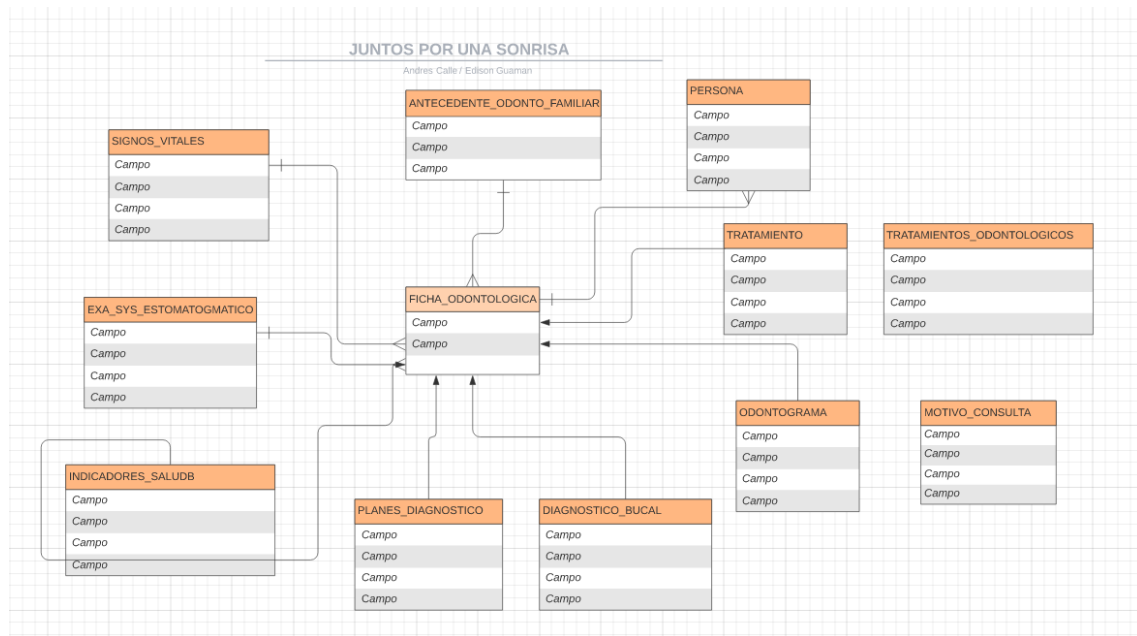 JUNTOS POR UNA SONRISA
Andres Calle / Edison Guaman
ANTECEDENTE_ODONTO_FAMILIAR
Campo
Campo
Campo
PERSONA
Campo
Campo
Campo
Campo
SIGNOS_VITALES
Campo
Campo
Campo
Campo
TRATAMIENTO
Campo
Campo
Campo
Campo
TRATAMIENTOS_ODONTOLOGICOS
Campo
Campo
Campo
Campo
FICHA_ODONTOLOGICA
Campo
Campo
EXA_SYS_ESTOMATOGMATICO
Campo
Campo
Campo
Campo
ODONTOGRAMA
Campo
Campo
Campo
Campo
MOTIVO_CONSULTA
Campo
Campo
Campo
Campo
INDICADORES_SALUDB
Campo
Campo
Campo
Campo
PLANES_DIAGNOSTICO
Campo
Campo
Campo
Campo
DIAGNOSTICO_BUCAL
Campo
Campo
Campo
Campo